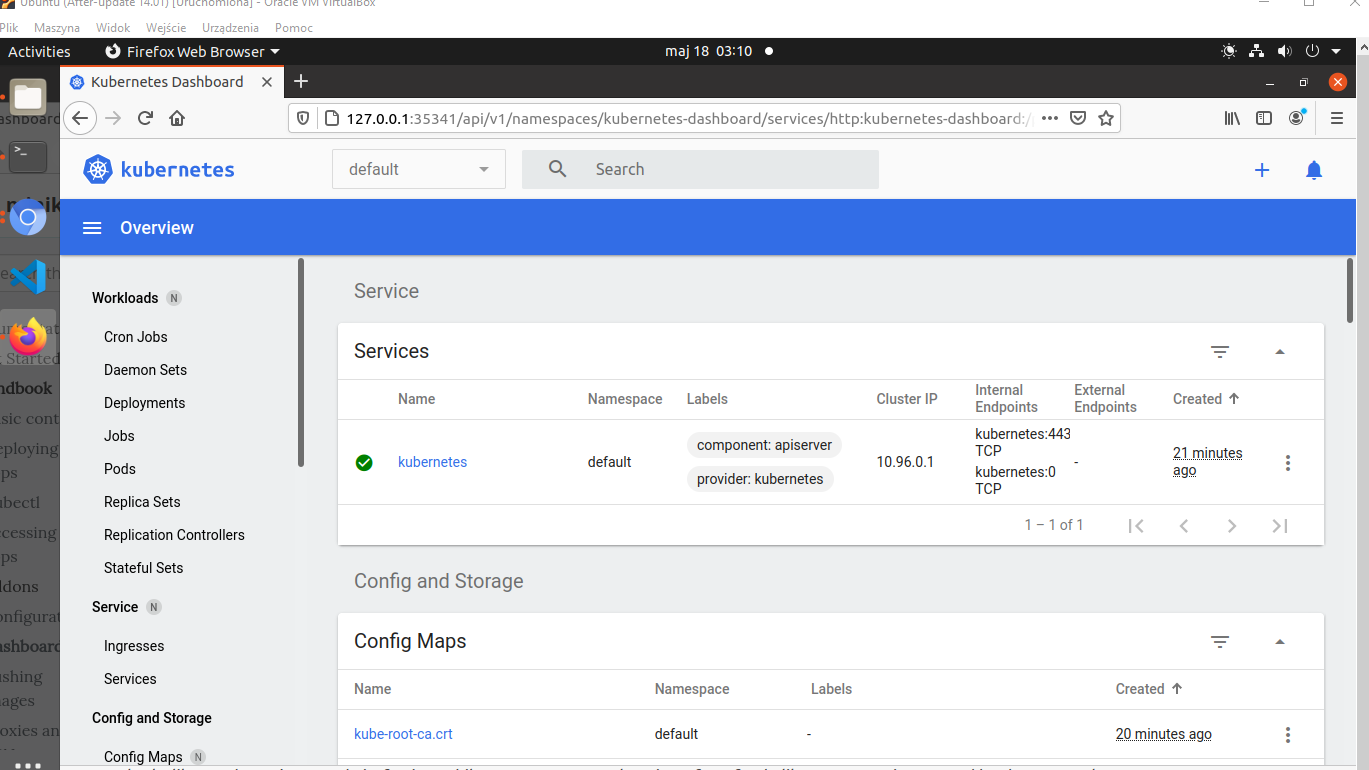 Ubuntu (After-update 14.01) [Uruchomiona] - Oracle VM VirtualBox
Plik Maszyna Widok Wejście Urządzenia Pomoc
Activities Firefox Web Browser maj 18 03:10
Kubernetes Dashboard
127.0.0.1:35341/api/v1/namespaces/kubernetes-dashboard/services/http:kubernetes-dashboard:/
kubernetes default Search
Overview
Workloads N
Cron Jobs
Daemon Sets
Deployments
Jobs
Pods
Replica Sets
Replication Controllers
Stateful Sets
Service N
Ingresses
Services
Config and Storage
Config Maps N
Service
Services
Name Namespace Labels Cluster IP Internal Endpoints External Endpoints Created
kubernetes default component: apiserver provider: kubernetes 10.96.0.1 kubernetes:443 TCP kubernetes:0 TCP - 21 minutes ago
1 – 1 of 1
Config and Storage
Config Maps
Name Namespace Labels Created
kube-root-ca.crt default - 20 minutes ago